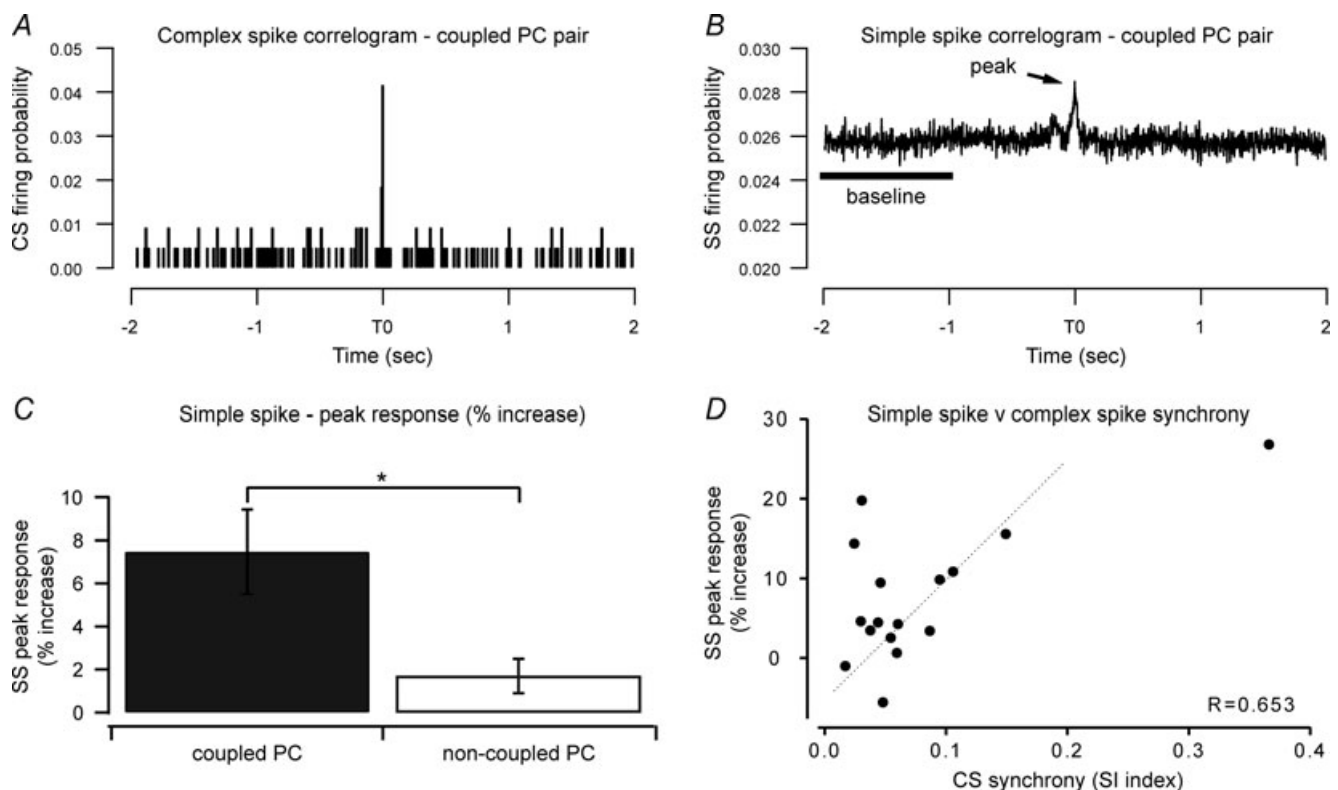 A
Complex spike correlogram - coupled PC pair
CS firing probability
0.05
0.04
0.03
0.02
0.01
0.00
-2
-1
T0
1
2
Time (sec)
B
Simple spike correlogram - coupled PC pair
SS firing probability
0.030
0.028
0.026
0.024
0.022
0.020
peak
baseline
-2
-1
T0
1
2
Time (sec)
C
Simple spike - peak response (% increase)
SS peak response
(% increase)
10
8
6
4
2
0
*
coupled PC
non-coupled PC
D
Simple spike v complex spike synchrony
SS peak response
(% increase)
30
20
10
0
R=0.653
0.0
0.1
0.2
0.3
0.4
CS synchrony (SI index)